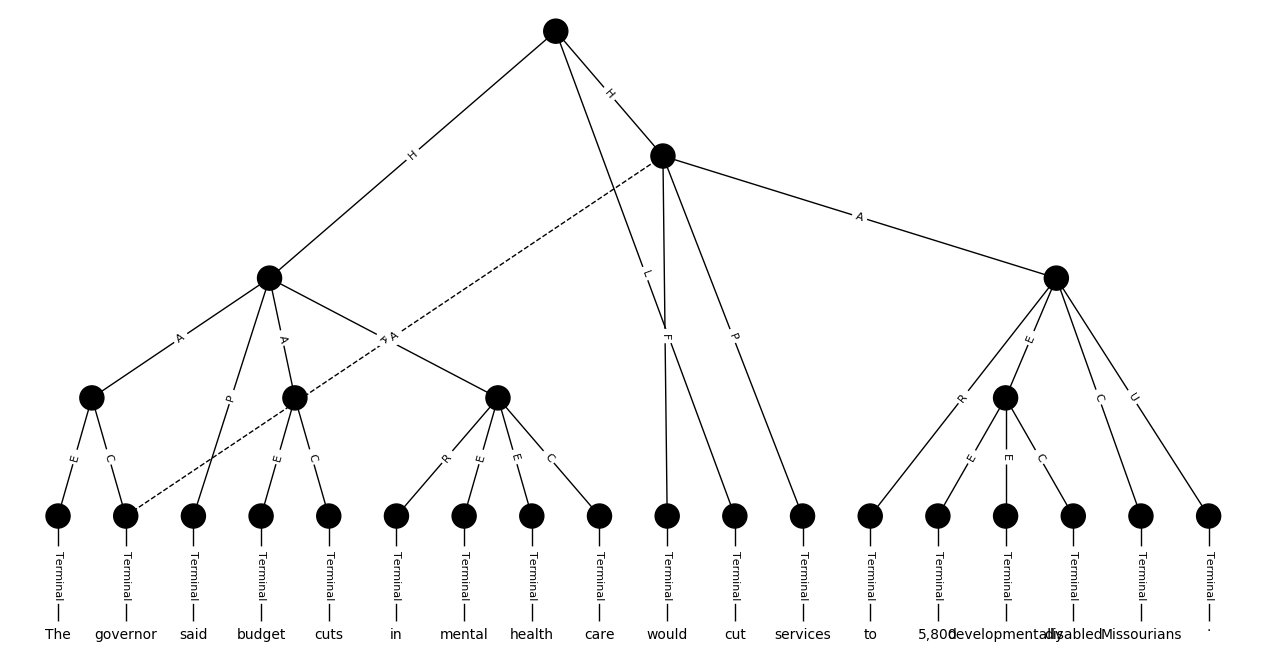 H
H
A
L
A
A
A
A
F
P
E
R
P
C
U
E
C
E
C
R
E
E
C
E
E
C
Terminal Terminal Terminal Terminal Terminal Terminal Terminal Terminal Terminal Terminal Terminal Terminal Terminal Terminal Terminal Terminal Terminal Terminal
The governor said budget cuts in mental health care would cut services to 5,800 developmentally disabled Missourians .